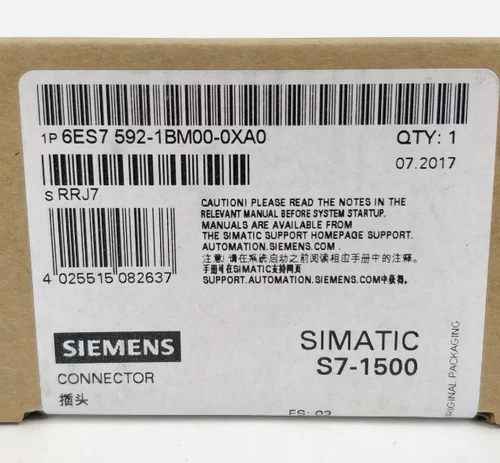 1P 6ES7 592-1BM00-0XA0 QTY: 1
07.2017
S RRJ7
CAUTION! PLEASE READ THE NOTES IN THE
RELEVANT MANUAL BEFORE SYSTEM STARTUP.
MANUALS ARE AVAILABLE FROM
THE SIMATIC SUPPORT HOMEPAGE SUPPORT.
AUTOMATION.SIEMENS.COM .
注意！请在系统启动之前阅读相应手册中的注释。
手册可在SIMATIC支持网页
SUPPORT.AUTOMATION.SIEMENS.COM中获得。
4 025515 082637
SIEMENS
SIMATIC
S7-1500
CONNECTOR
插头
RIGINAL PACKAGING
FS: 03